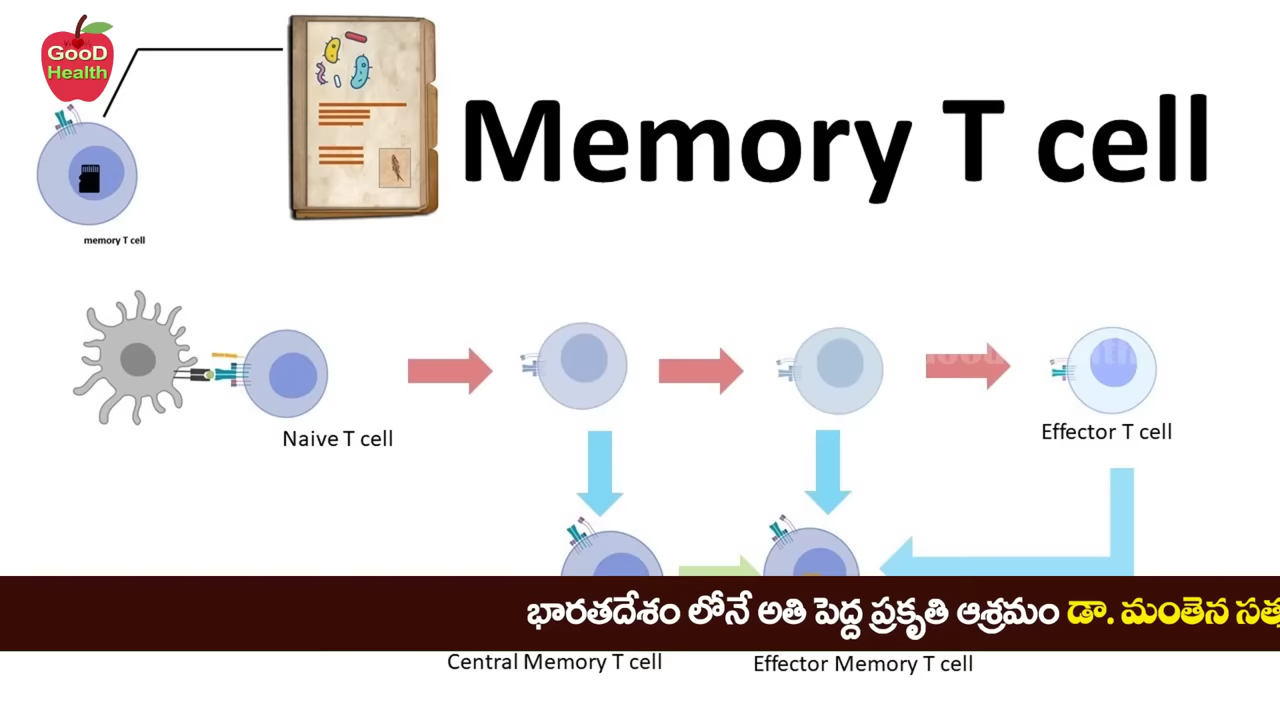 GooD
Health
Memory T cell
memory T cell
Naive T cell
Effector T cell
భారతదేశం లోనే అతి పెద్ద ప్రకృతి ఆశ్రమం డా. మంతెన
Central Memory T cell
Effector Memory T cell